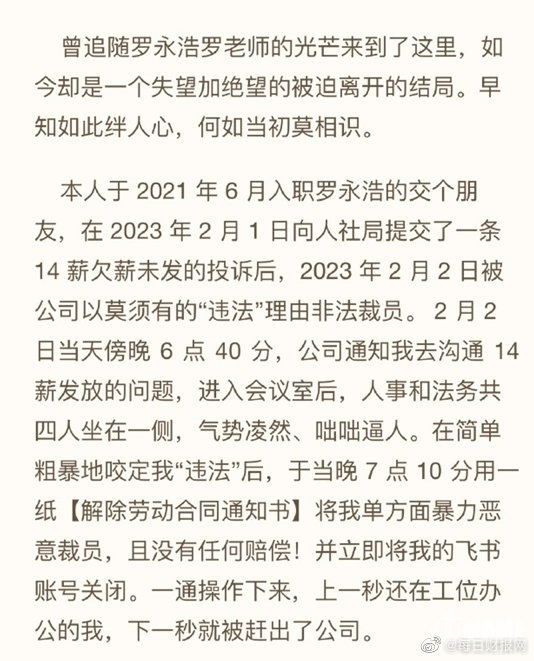 曾追随罗永浩罗老师的光芒来到了这里，如
今却是一个失望加绝望的被迫离开的结局。早
知如此绊人心，何如当初莫相识。
本人于 2021 年 6 月入职罗永浩的交个朋
友，在 2023 年 2 月 1 日向人社局提交了一条
14 薪欠薪未发的投诉后，2023 年 2 月 2 日被
公司以莫须有的“违法”理由非法裁员。 2 月 2
日当天傍晚 6 点 40 分，公司通知我去沟通 14
薪发放的问题，进入会议室后，人事和法务共
四人坐在一侧，气势凌然、咄咄逼人。在简单
粗暴地咬定我“违法”后，于当晚 7 点 10 分用一
纸【解除劳动合同通知书】将我单方面暴力恶
意裁员，且没有任何赔偿！并立即将我的飞书
账号关闭。一通操作下来，上一秒还在工位办
公的我，下一秒就被赶出了公司。
@每日财报网